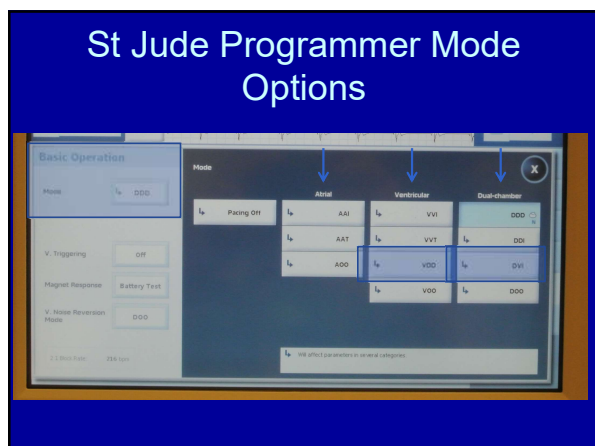 St Jude Programmer Mode
Options
Basic Operation
Mode
DDD
V. Triggering
Off
Magnet Response
Battery Test
V. Noise Reversion
Mode
DOO
Mode
X
Atrial
Ventricular
Dual-chamber
Pacing Off
AAI
VVI
DDD
AAT
VVT
DDI
AOO
VDD
DVI
VOO
DOO
Will affect parameters in several categories